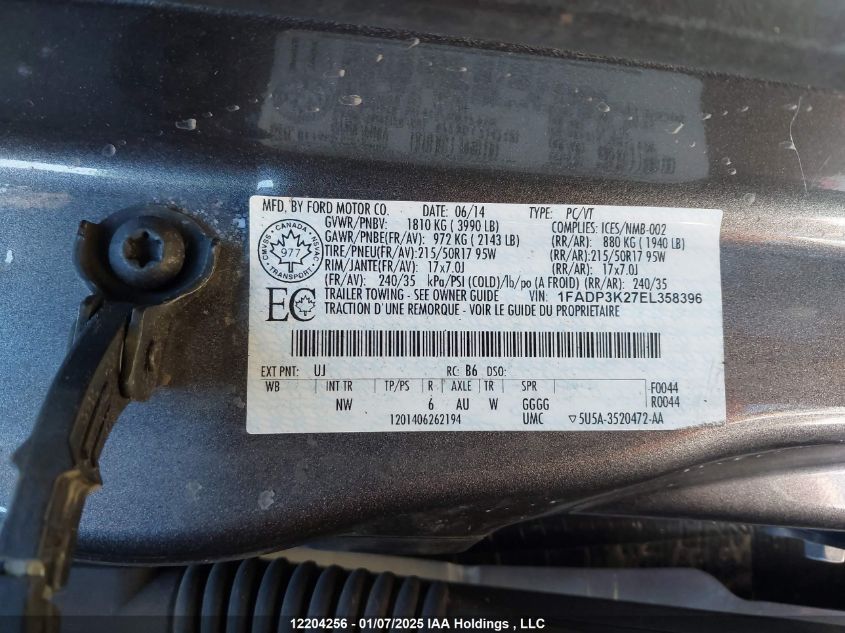 MFD. BY FORD MOTOR CO. DATE: 06/14 TYPE: PC/VT
GVWR/PNBV: 1810 KG ( 3990 LB) COMPLIES: ICES/NMB-002
GAWR/PNBE(FR/AV): 972 KG ( 2143 LB) (RR/AR): 880 KG ( 1940 LB)
TIRE/PNEU(FR/AV):215/50R17 95W (RR/AR):215/50R17 95W
RIM/JANTE(FR/AV): 17x7.0J (RR/AR): 17x7.0J
(FR/AV): 240/35 kPa/PSI (COLD)/lb/po (A FROID) (RR/AR): 240/35
TRAILER TOWING - SEE OWNER GUIDE VIN: 1FADP3K27EL358396
TRACTION D'UNE REMORQUE - VOIR LE GUIDE DU PROPRIETAIRE
CANADA
CMVSS NSVAC
977
TRANSPORT
EC
EXT PNT: UJ RC: B6 DSO:
WB INT TR TP/PS R AXLE TR SPR F0044
NW 6 AU W GGGG R0044
1201406262194 UMC ▽5U5A-3520472-AA
12204256 - 01/07/2025 IAA Holdings , LLC